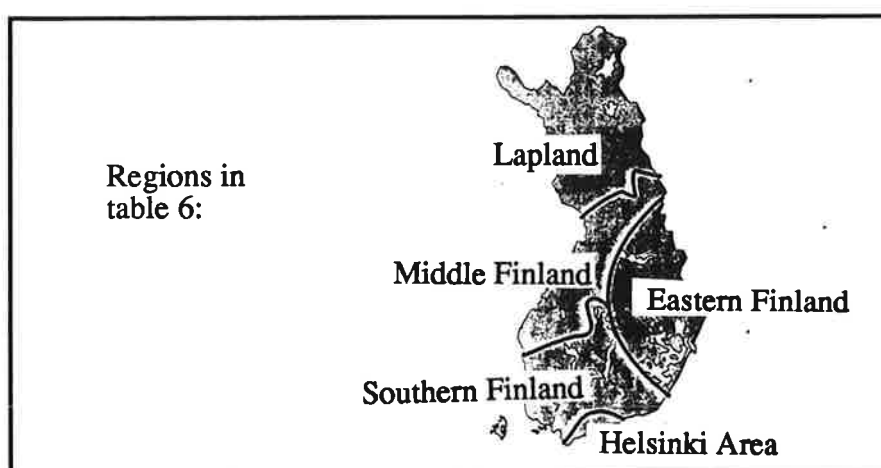 Regions in
table 6:
Lapland
Middle Finland
Eastern Finland
Southern Finland
Helsinki Area